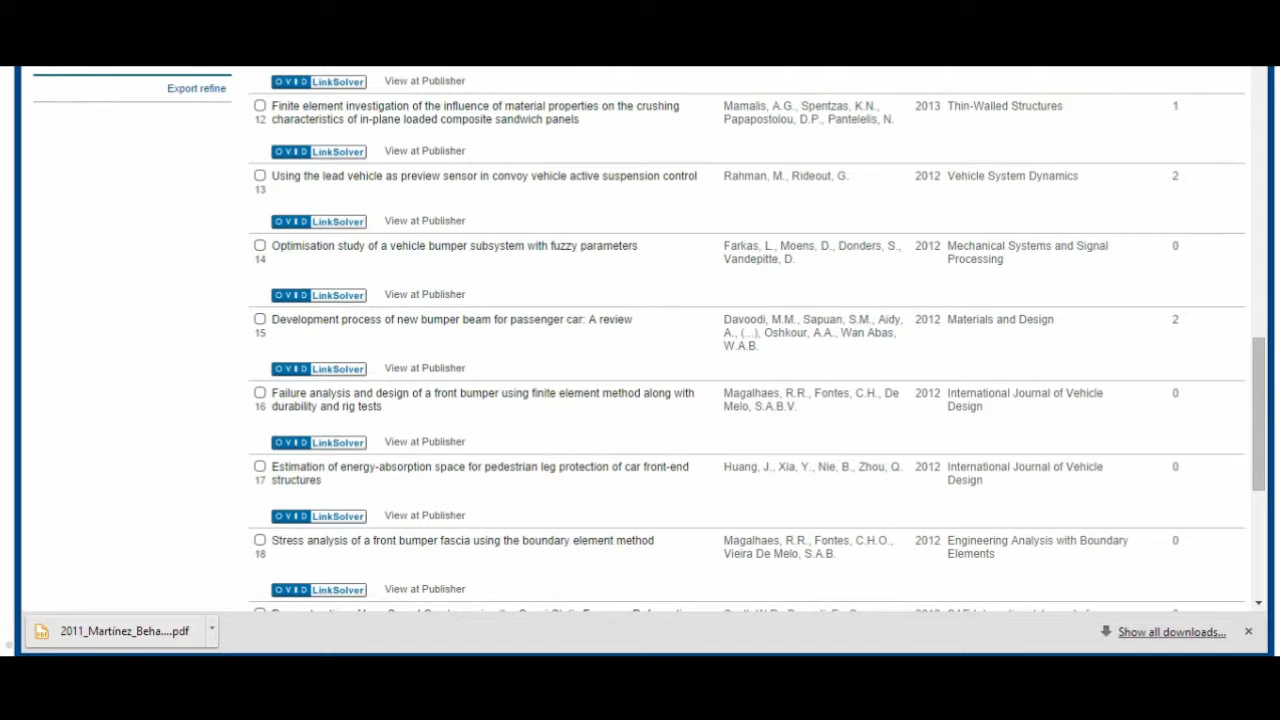 OVID LinkSolver View at Publisher
Export refine
Finite element investigation of the influence of material properties on the crushing Mamalis, A.G., Spentzas, K.N., 2013 Thin-Walled Structures 1
12 characteristics of in-plane loaded composite sandwich panels Papapostolou, D.P., Pantelelis, N.
OVID LinkSolver View at Publisher
Using the lead vehicle as preview sensor in convoy vehicle active suspension control Rahman, M., Rideout, G. 2012 Vehicle System Dynamics 2
13
OVID LinkSolver View at Publisher
Optimisation study of a vehicle bumper subsystem with fuzzy parameters Farkas, L., Moens, D., Donders, S., 2012 Mechanical Systems and Signal 0
14 Vandepitte, D. Processing
OVID LinkSolver View at Publisher
Development process of new bumper beam for passenger car: A review Davoodi, M.M., Sapuan, S.M., Aidy, 2012 Materials and Design 2
15 A., (...), Oshkour, A.A., Wan Abas,
W.A.B.
OVID LinkSolver View at Publisher
Failure analysis and design of a front bumper using finite element method along with Magalhaes, R.R., Fontes, C.H., De 2012 International Journal of Vehicle 0
16 durability and rig tests Melo, S.A.B.V. Design
OVID LinkSolver View at Publisher
Estimation of energy-absorption space for pedestrian leg protection of car front-end Huang, J., Xia, Y., Nie, B., Zhou, Q. 2012 International Journal of Vehicle 0
17 structures Design
OVID LinkSolver View at Publisher
Stress analysis of a front bumper fascia using the boundary element method Magalhaes, R.R., Fontes, C.H.O., 2012 Engineering Analysis with Boundary 0
18 Vieira De Melo, S.A.B. Elements
OVID LinkSolver View at Publisher
2011_Martínez_Beha....pdf Show all downloads...